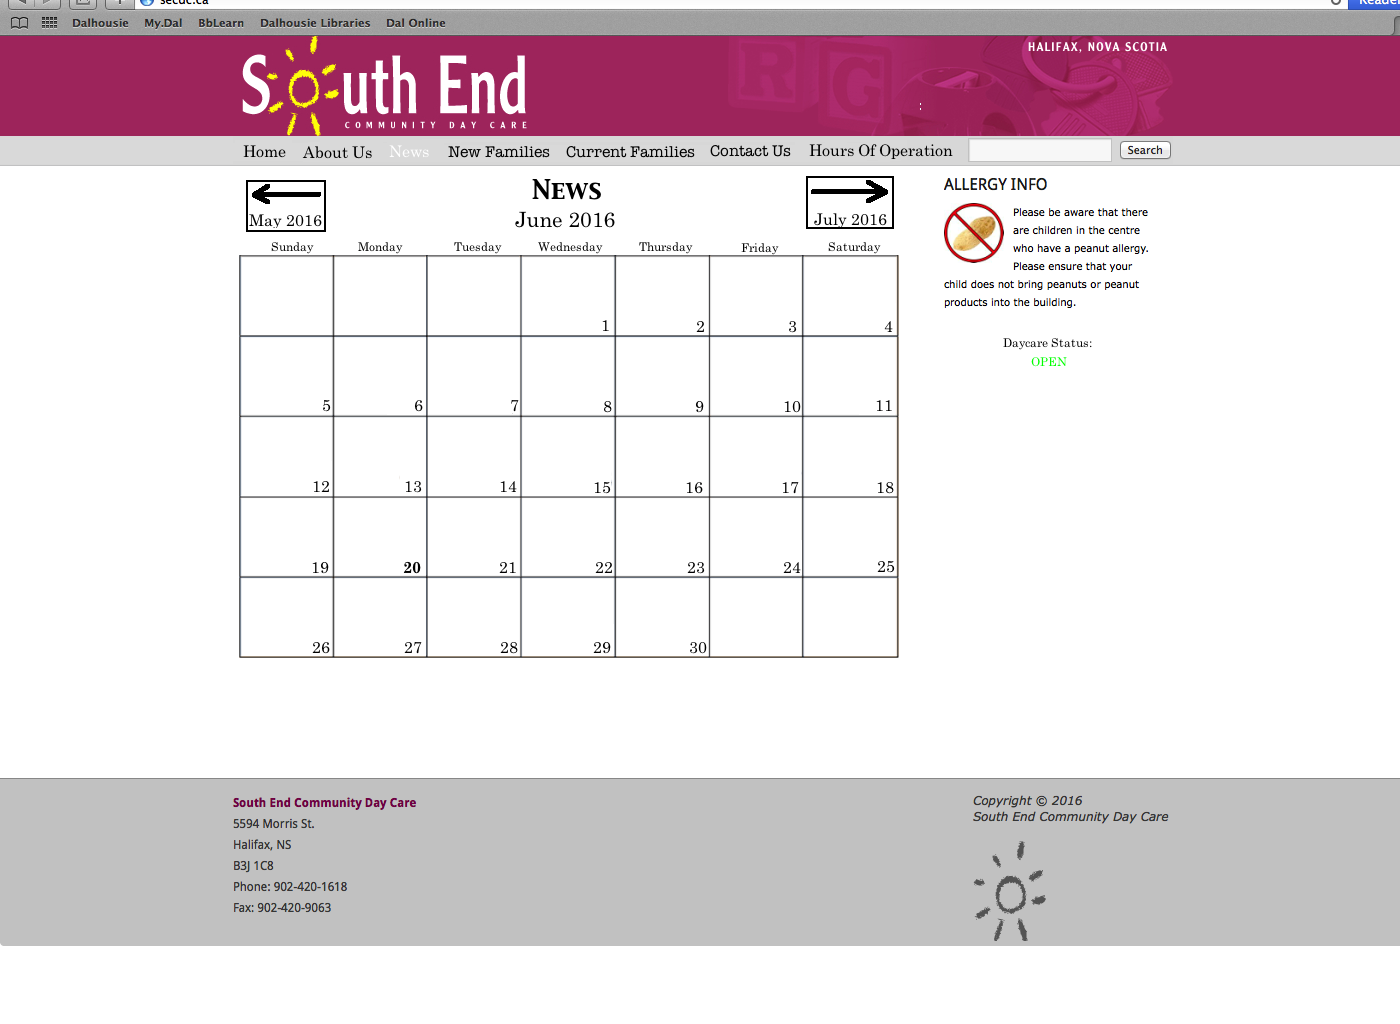 secdc.ca
Reader
Dalhousie My.Dal BbLearn Dalhousie Libraries Dal Online
HALIFAX, NOVA SCOTIA
South End
COMMUNITY DAY CARE
R G
Home About Us News New Families Current Families Contact Us Hours Of Operation Search
May 2016
NEWS
June 2016
July 2016
Sunday Monday Tuesday Wednesday Thursday Friday Saturday
1 2 3 4
5 6 7 8 9 10 11
12 13 14 15 16 17 18
19 20 21 22 23 24 25
26 27 28 29 30
ALLERGY INFO
Please be aware that there
are children in the centre
who have a peanut allergy.
Please ensure that your
child does not bring peanuts or peanut
products into the building.
Daycare Status:
OPEN
South End Community Day Care
5594 Morris St.
Halifax, NS
B3J 1C8
Phone: 902-420-1618
Fax: 902-420-9063
Copyright © 2016
South End Community Day Care